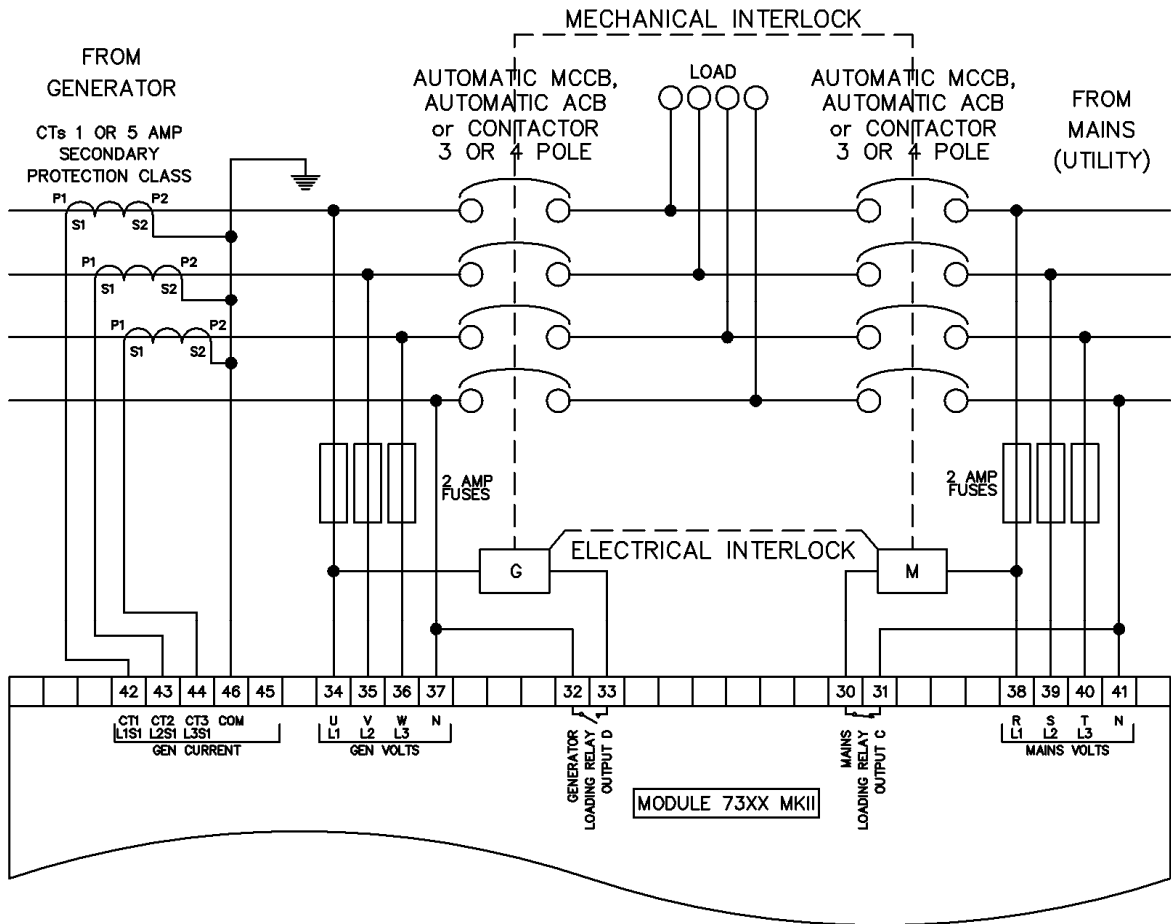 MECHANICAL INTERLOCK
FROM
GENERATOR
CTs 1 OR 5 AMP
SECONDARY
PROTECTION CLASS
AUTOMATIC MCCB,
AUTOMATIC ACB
or CONTACTOR
3 OR 4 POLE
LOAD
AUTOMATIC MCCB,
AUTOMATIC ACB
or CONTACTOR
3 OR 4 POLE
FROM
MAINS
(UTILITY)
P1 P2
S1 S2
P1 P2
S1 S2
P1 P2
S1 S2
2 AMP
FUSES
2 AMP
FUSES
ELECTRICAL INTERLOCK
G
M
42 43 44 46 45 34 35 36 37 32 33 30 31 38 39 40 41
CT1 CT2 CT3 COM
L1S1 L2S1 L3S1
GEN CURRENT
U V W N
L1 L2 L3
GEN VOLTS
GENERATOR
LOADING RELAY
OUTPUT D
MAINS
LOADING RELAY
OUTPUT C
R S T N
L1 L2 L3
MAINS VOLTS
MODULE 73XX MKII